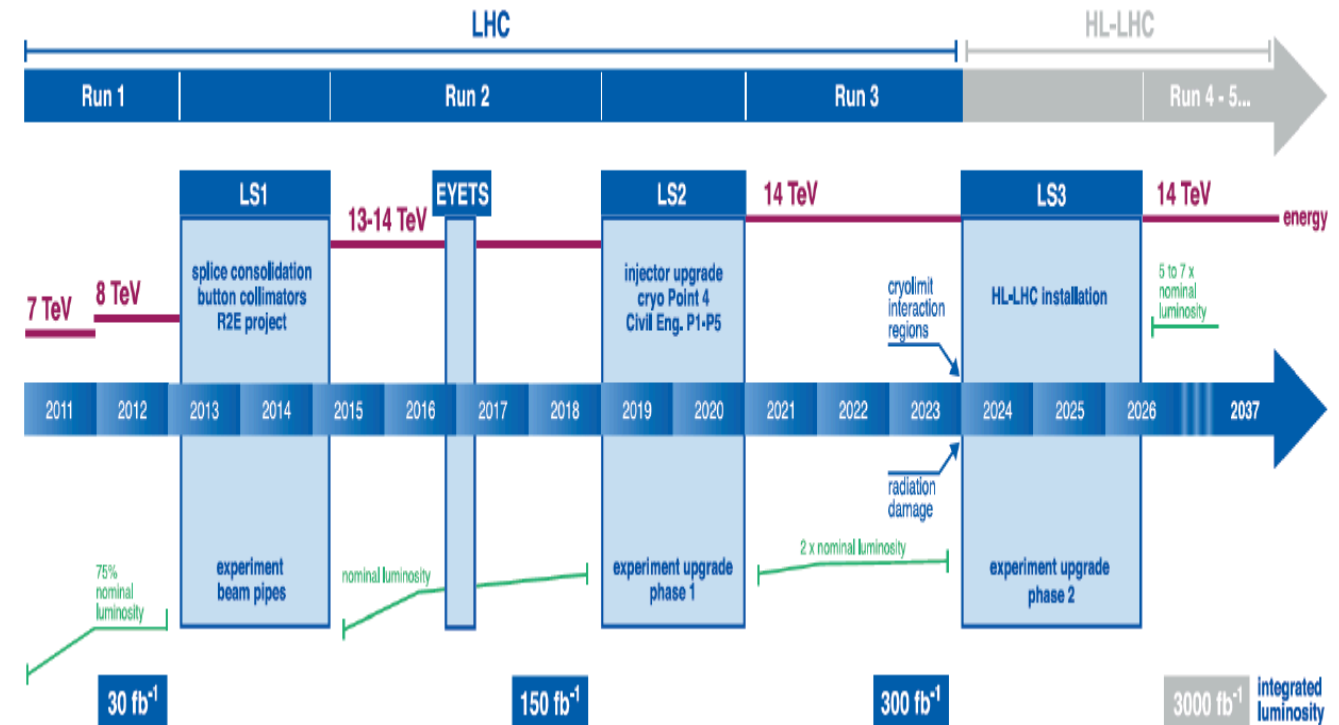 LHC
HL-LHC
Run 1
Run 2
Run 3
Run 4 - 5...
LS1
EYETS
LS2
14 TeV
LS3
14 TeV
energy
13-14 TeV
splice consolidation
button collimators
R2E project
injector upgrade
cryo Point 4
Civil Eng. P1-P5
cryolimit
interaction
regions
HL-LHC installation
5 to 7 x
nominal
luminosity
7 TeV
8 TeV
2011
2012
2013
2014
2015
2016
2017
2018
2019
2020
2021
2022
2023
2024
2025
2026
2037
radiation
damage
75%
nominal
luminosity
experiment
beam pipes
nominal luminosity
experiment upgrade
phase 1
2 x nominal luminosity
experiment upgrade
phase 2
30 fb⁻¹
150 fb⁻¹
300 fb⁻¹
3000 fb⁻¹
integrated
luminosity